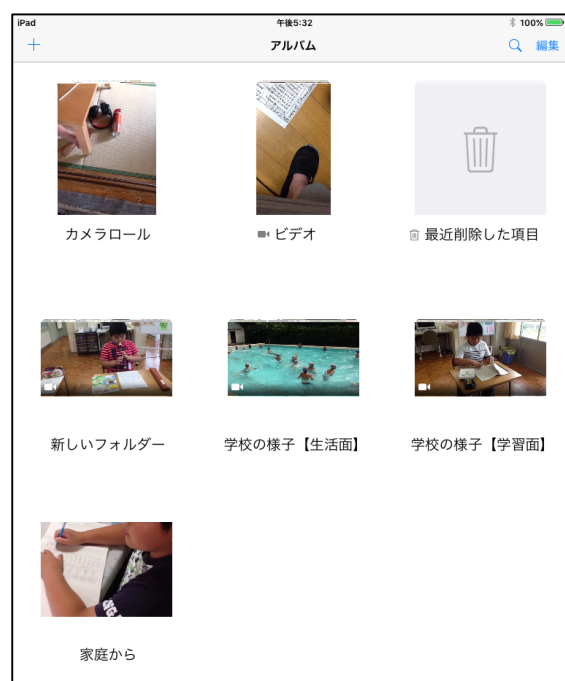 iPad 午後5:32 100%
アルバム 編集
カメラロール ビデオ 最近削除した項目
新しいフォルダー 学校の様子【生活面】 学校の様子【学習面】
家庭から